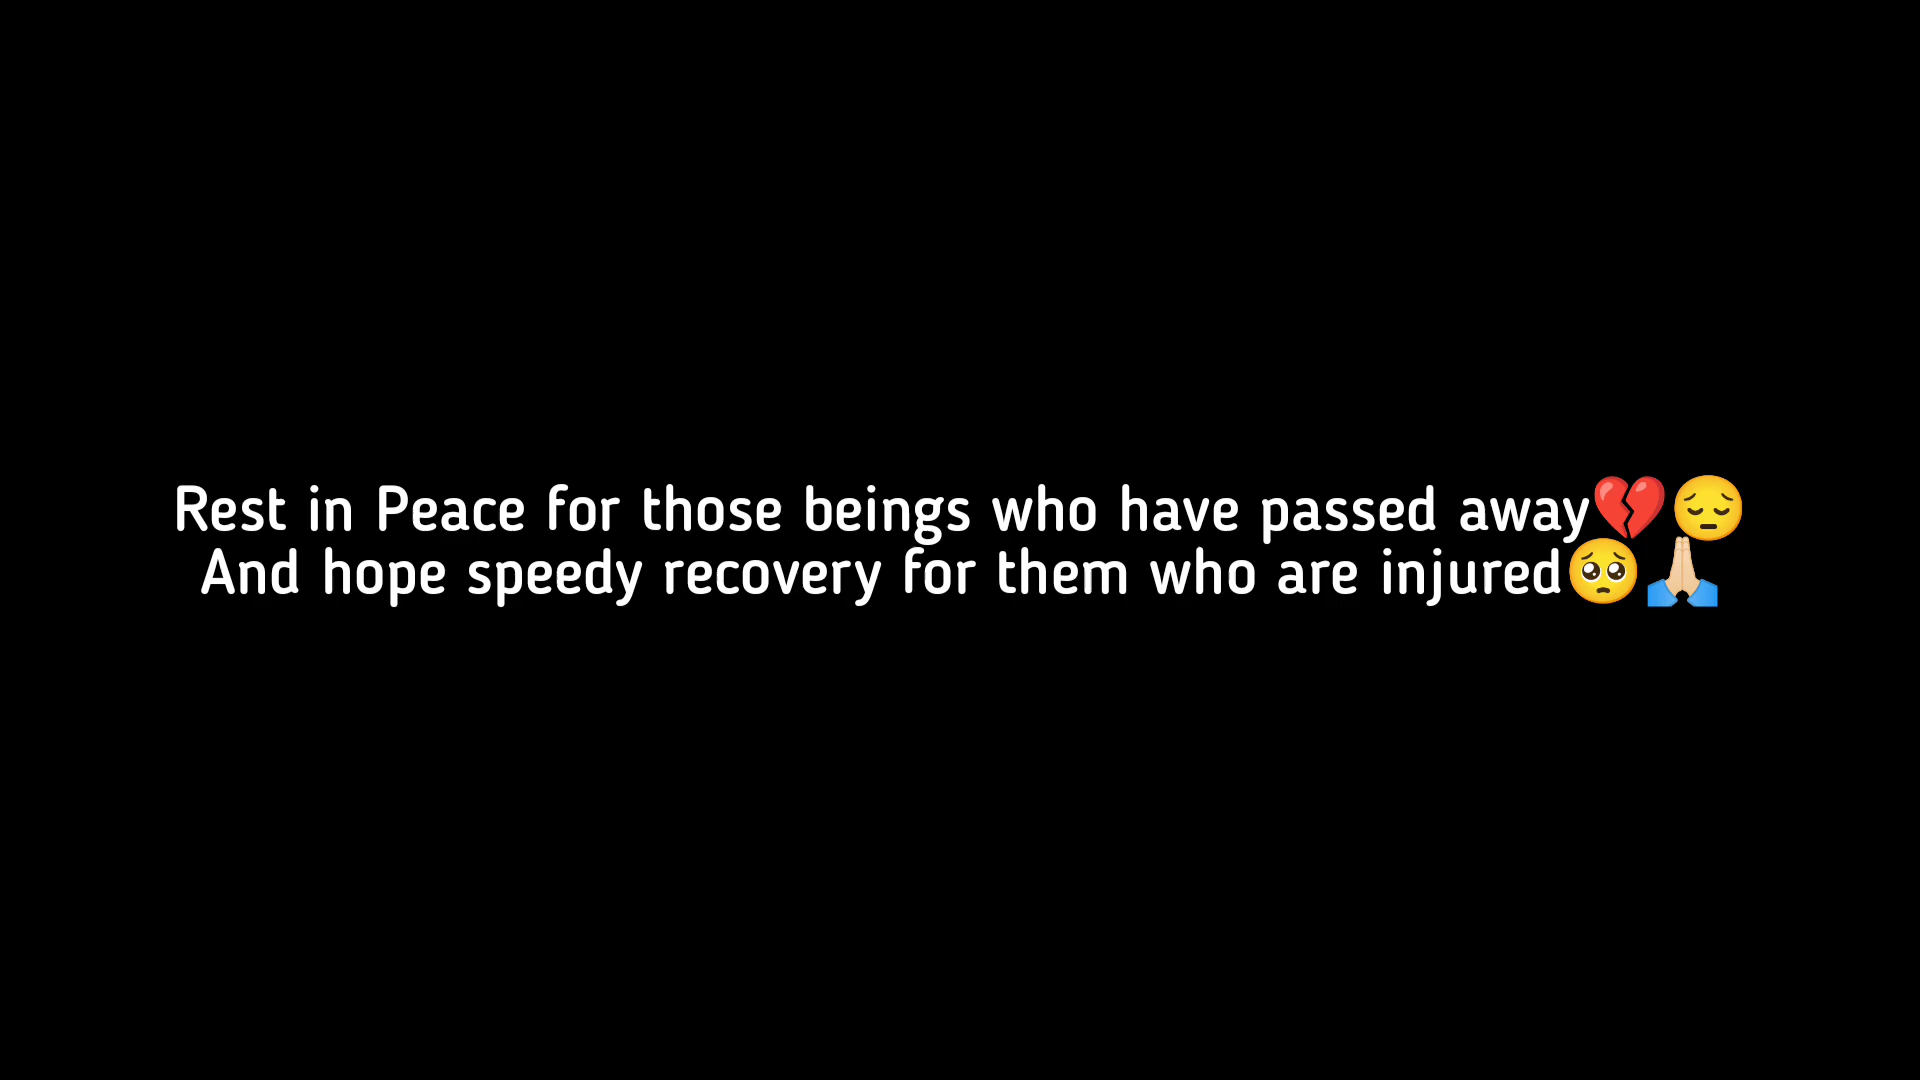 Rest in Peace for those beings who have passed away💔😔
And hope speedy recovery for them who are injured🥺🙏🏻